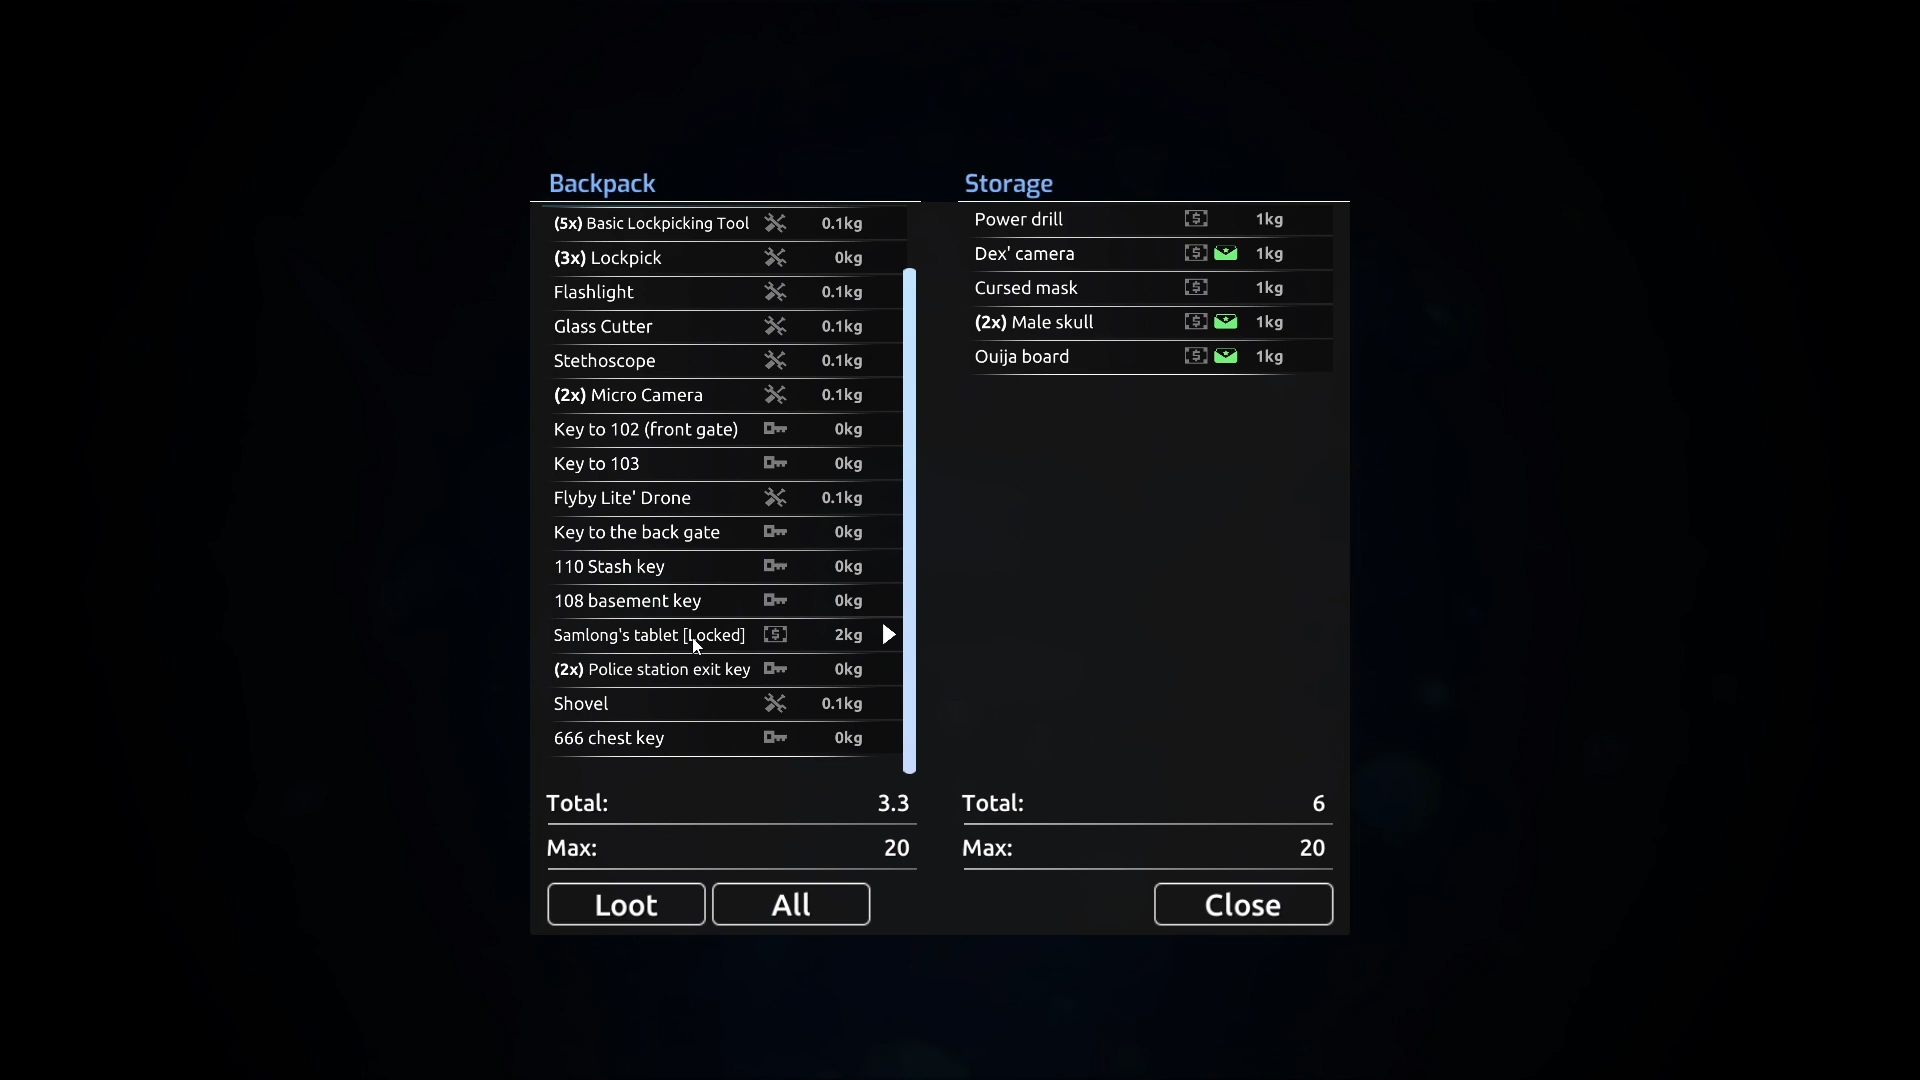 Backpack
(5x) Basic Lockpicking Tool 0.1kg
(3x) Lockpick 0kg
Flashlight 0.1kg
Glass Cutter 0.1kg
Stethoscope 0.1kg
(2x) Micro Camera 0.1kg
Key to 102 (front gate) 0kg
Key to 103 0kg
Flyby Lite' Drone 0.1kg
Key to the back gate 0kg
110 Stash key 0kg
108 basement key 0kg
Samlong's tablet [Locked] 2kg
(2x) Police station exit key 0kg
Shovel 0.1kg
666 chest key 0kg
Total: 3.3
Max: 20
Loot All
Storage
Power drill 1kg
Dex' camera 1kg
Cursed mask 1kg
(2x) Male skull 1kg
Ouija board 1kg
Total: 6
Max: 20
Close